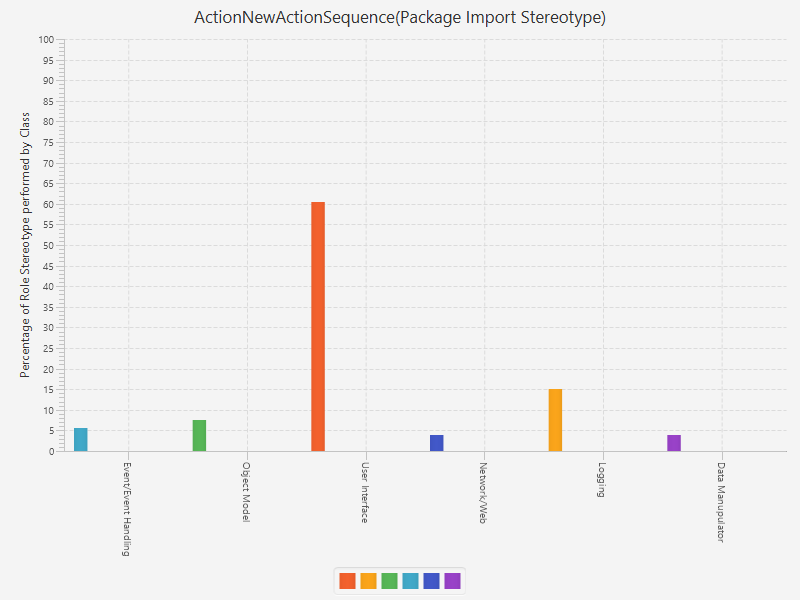 ActionNewActionSequence(Package Import Stereotype)
Percentage of Role Stereotype performed by Class
100
95
90
85
80
75
70
65
60
55
50
45
40
35
30
25
20
15
10
5
0
Event/Event Handling
Object Model
User Interface
Network/Web
Logging
Data Manupulator